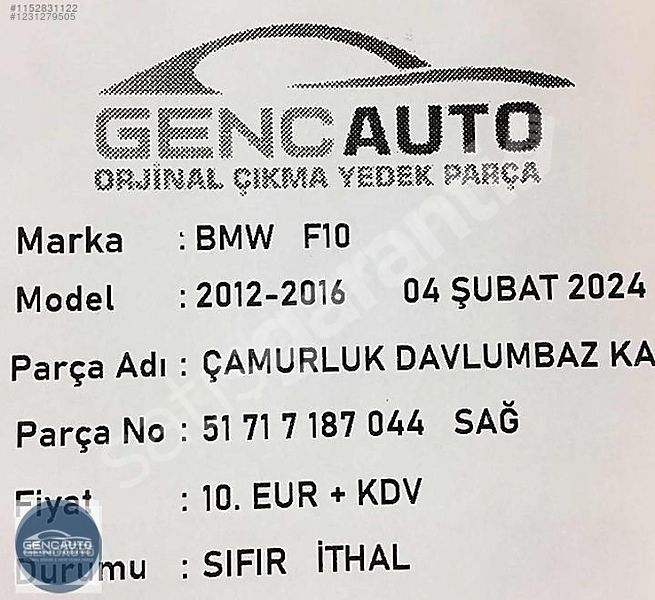 #1152831122
#1231279505
GENCAUTO
ORJİNAL ÇIKMA YEDEK PARÇA
Marka : BMW F10
Model : 2012-2016 04 ŞUBAT 2024
Parça Adı : ÇAMURLUK DAVLUMBAZ KA
Parça No : 51 71 7 187 044 SAĞ
Fiyat : 10. EUR + KDV
GENCAUTO
Durumu : SIFIR İTHAL